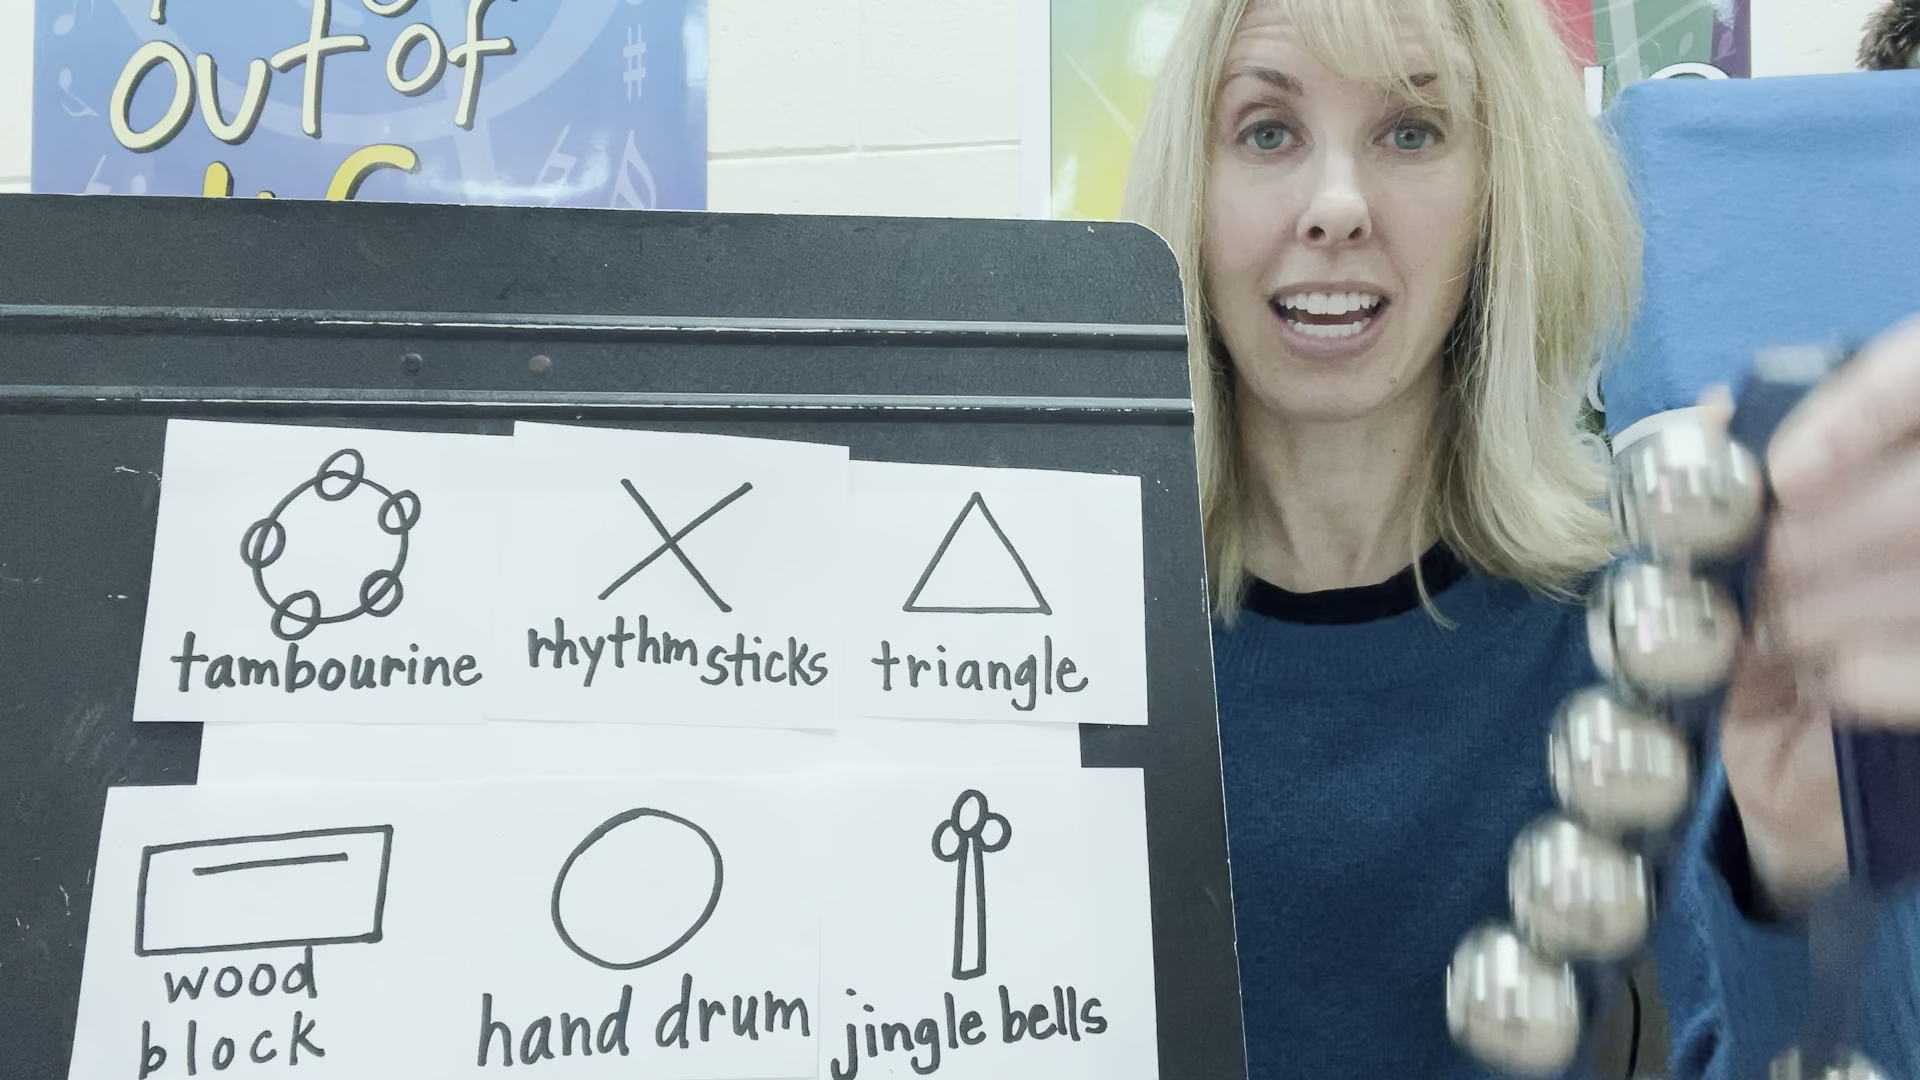 out of
tambourine
rhythm sticks
triangle
wood
block
hand drum
jingle bells